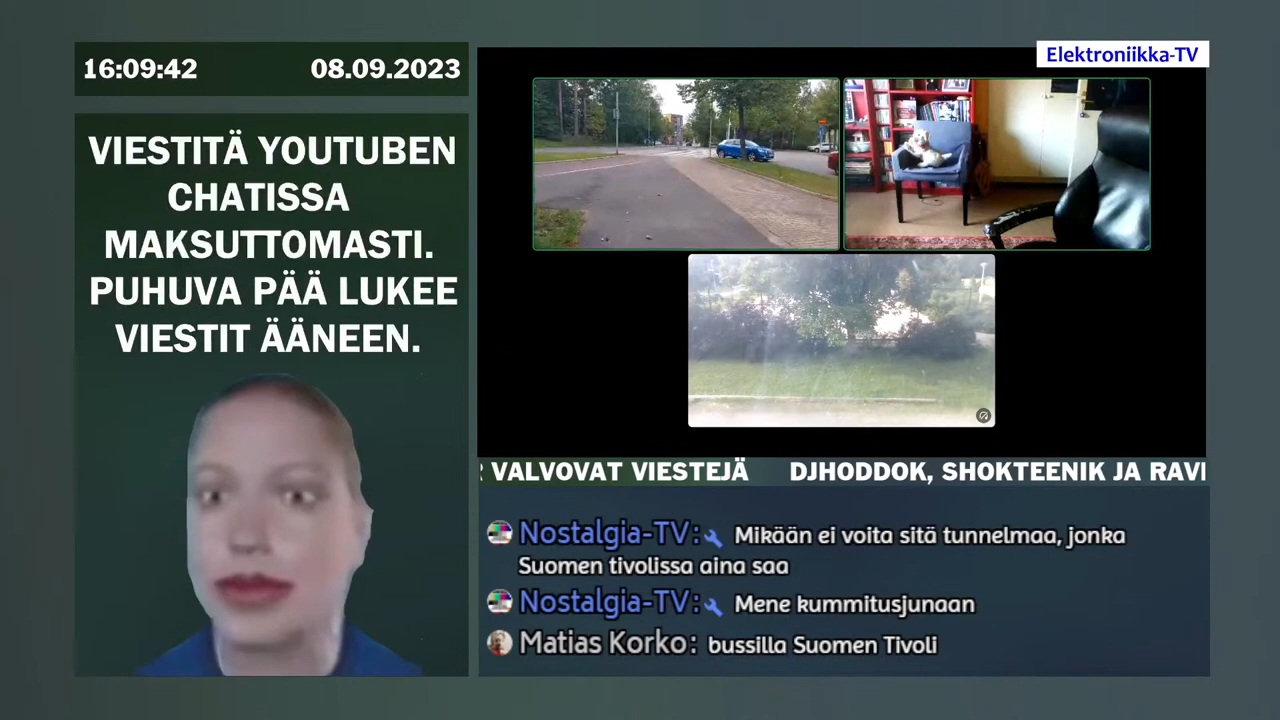 16:09:42 08.09.2023
VIESTITÄ YOUTUBEN
CHATISSA
MAKSUTTOMASTI.
PUHUVA PÄÄ LUKEE
VIESTIT ÄÄNEEN.
Elektroniikka-TV
VALVOVAT VIESTEJÄ DJHODDOK, SHOKTEENIK JA RAVI
Nostalgia-TV: Mikään ei voita sitä tunnelmaa, jonka
Suomen tivolissa aina saa
Nostalgia-TV: Mene kummitusjunaan
Matias Korko: bussilla Suomen Tivoli